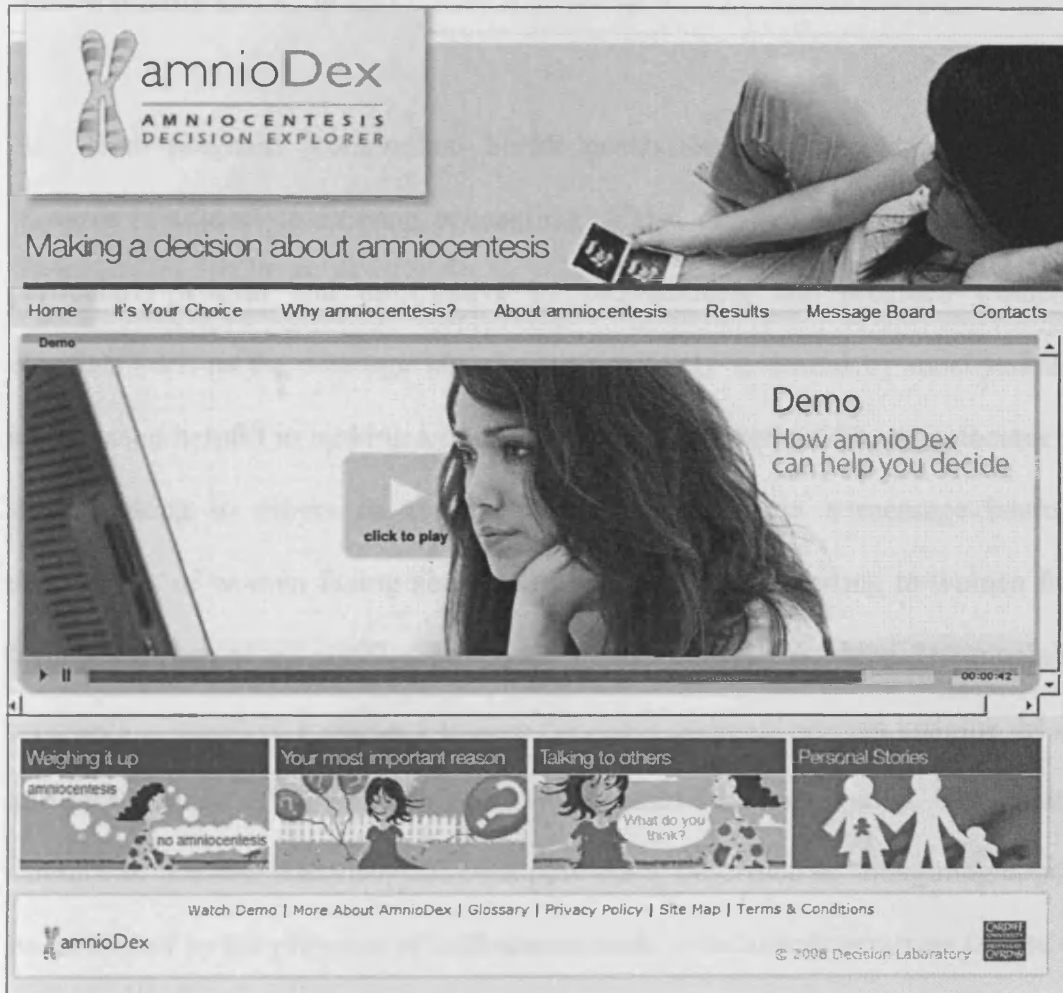 amnioDex
AMNIOCENTESIS
DECISION EXPLORER
Making a decision about amniocentesis
Home It's Your Choice Why amniocentesis? About amniocentesis Results Message Board Contacts
Demo
Demo
How amnioDex
can help you decide
click to play
00:00:42
Weighing it up Your most important reason Talking to others Personal Stories
amniocentesis
no amniocentesis
?
What do you
think?
Watch Demo | More About AmnioDex | Glossary | Privacy Policy | Site Map | Terms & Conditions
amnioDex
© 2008 Decision Laboratory
CARDIFF
UNIVERSITY
CAERDYDD